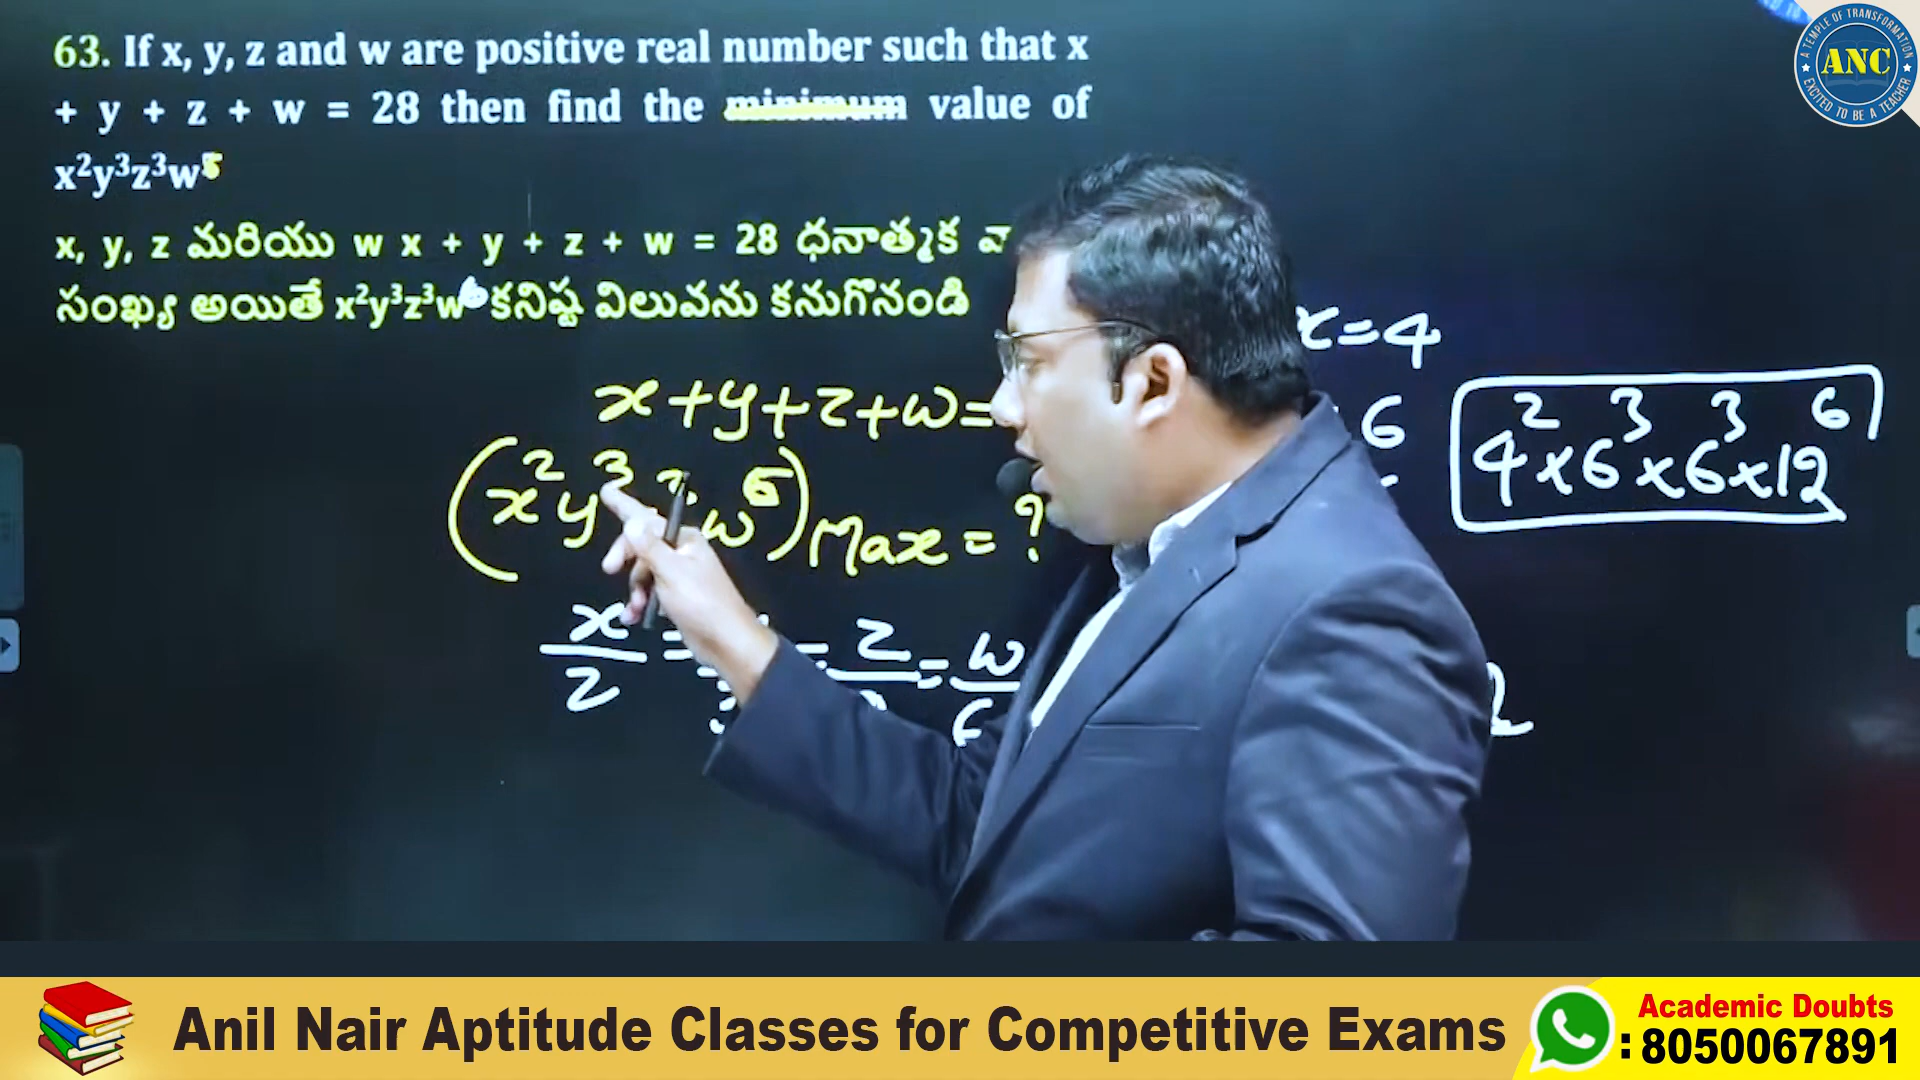 63. If x, y, z and w are positive real number such that x
+ y + z + w = 28 then find the minimum value of
x²y³z³w⁶
x, y, z మరియు w x + y + z + w = 28 ధనాత్మక
సంఖ్య అయితే x²y³z³w⁶ కనిష్ట విలువను కనుగొనండి
x+y+z+w=
(x²y³ w⁶) Max = ?
x/2 = = z = w/6
x=4
6
4²×6³×6³×12⁶
A TEMPLE OF TRANSFORMATION
ANC
EXCITED TO BE A TEACHER
Anil Nair Aptitude Classes for Competitive Exams
Academic Doubts
: 8050067891